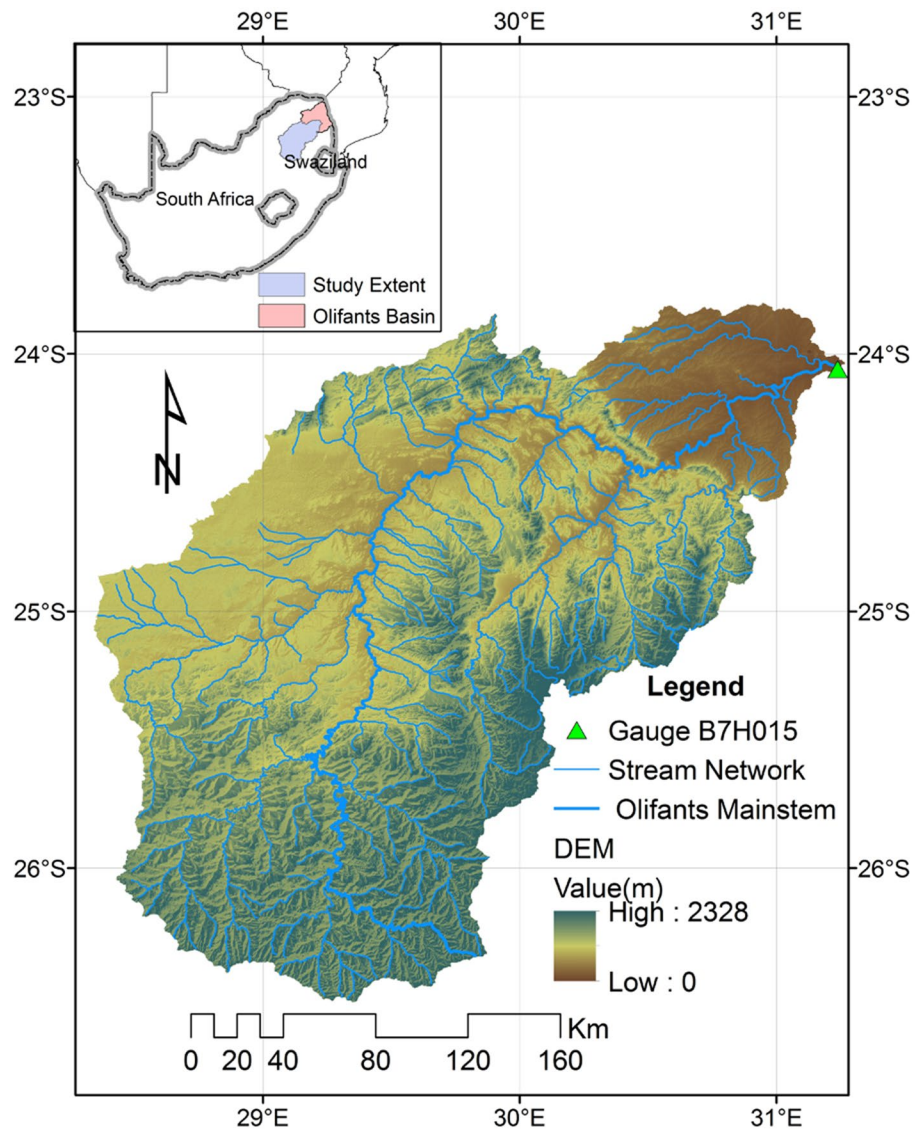 29°E 30°E 31°E
23°S
Swaziland
South Africa
Study Extent
Olifants Basin
24°S 24°S
N
25°S 25°S
Legend
Gauge B7H015
Stream Network
Olifants Mainstem
26°S 26°S
DEM
Value(m)
High : 2328
Low : 0
Km
0 20 40 80 120 160
29°E 30°E 31°E
23°S